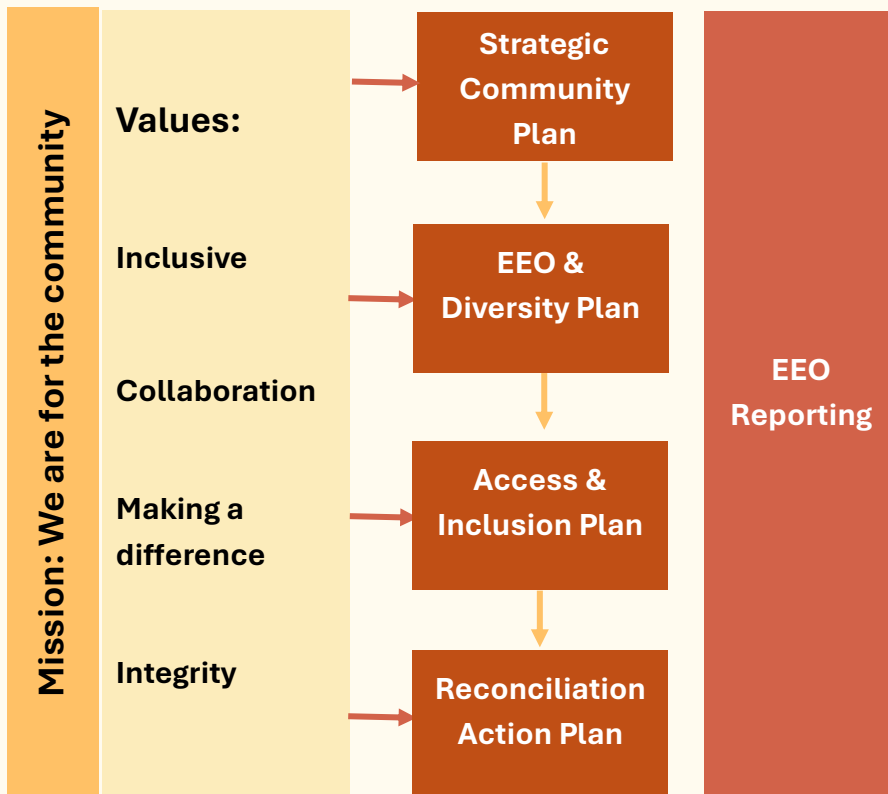 Mission: We are for the community
Values:
Inclusive
Collaboration
Making a
difference
Integrity
Strategic
Community
Plan
EEO &
Diversity Plan
Access &
Inclusion Plan
Reconciliation
Action Plan
EEO
Reporting